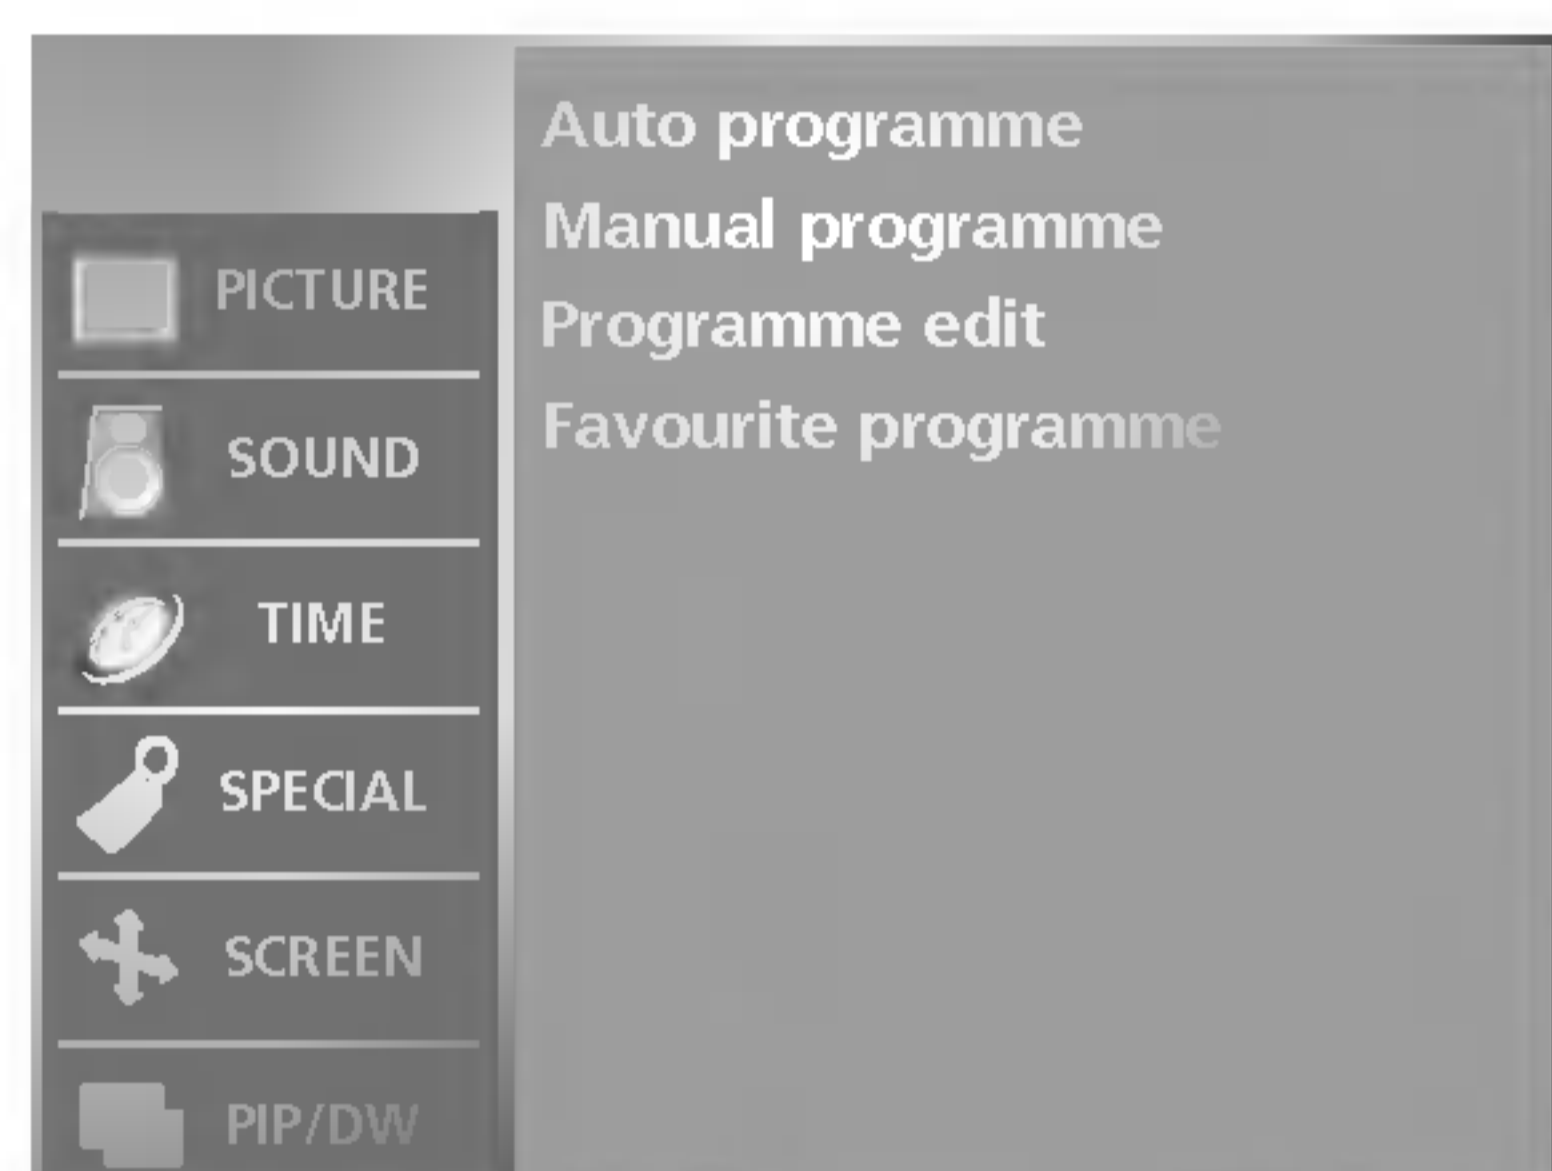 Auto programme
Manual programme
Programme edit
Favourite programme
PICTURE
SOUND
TIME
SPECIAL
SCREEN
PIP/DW